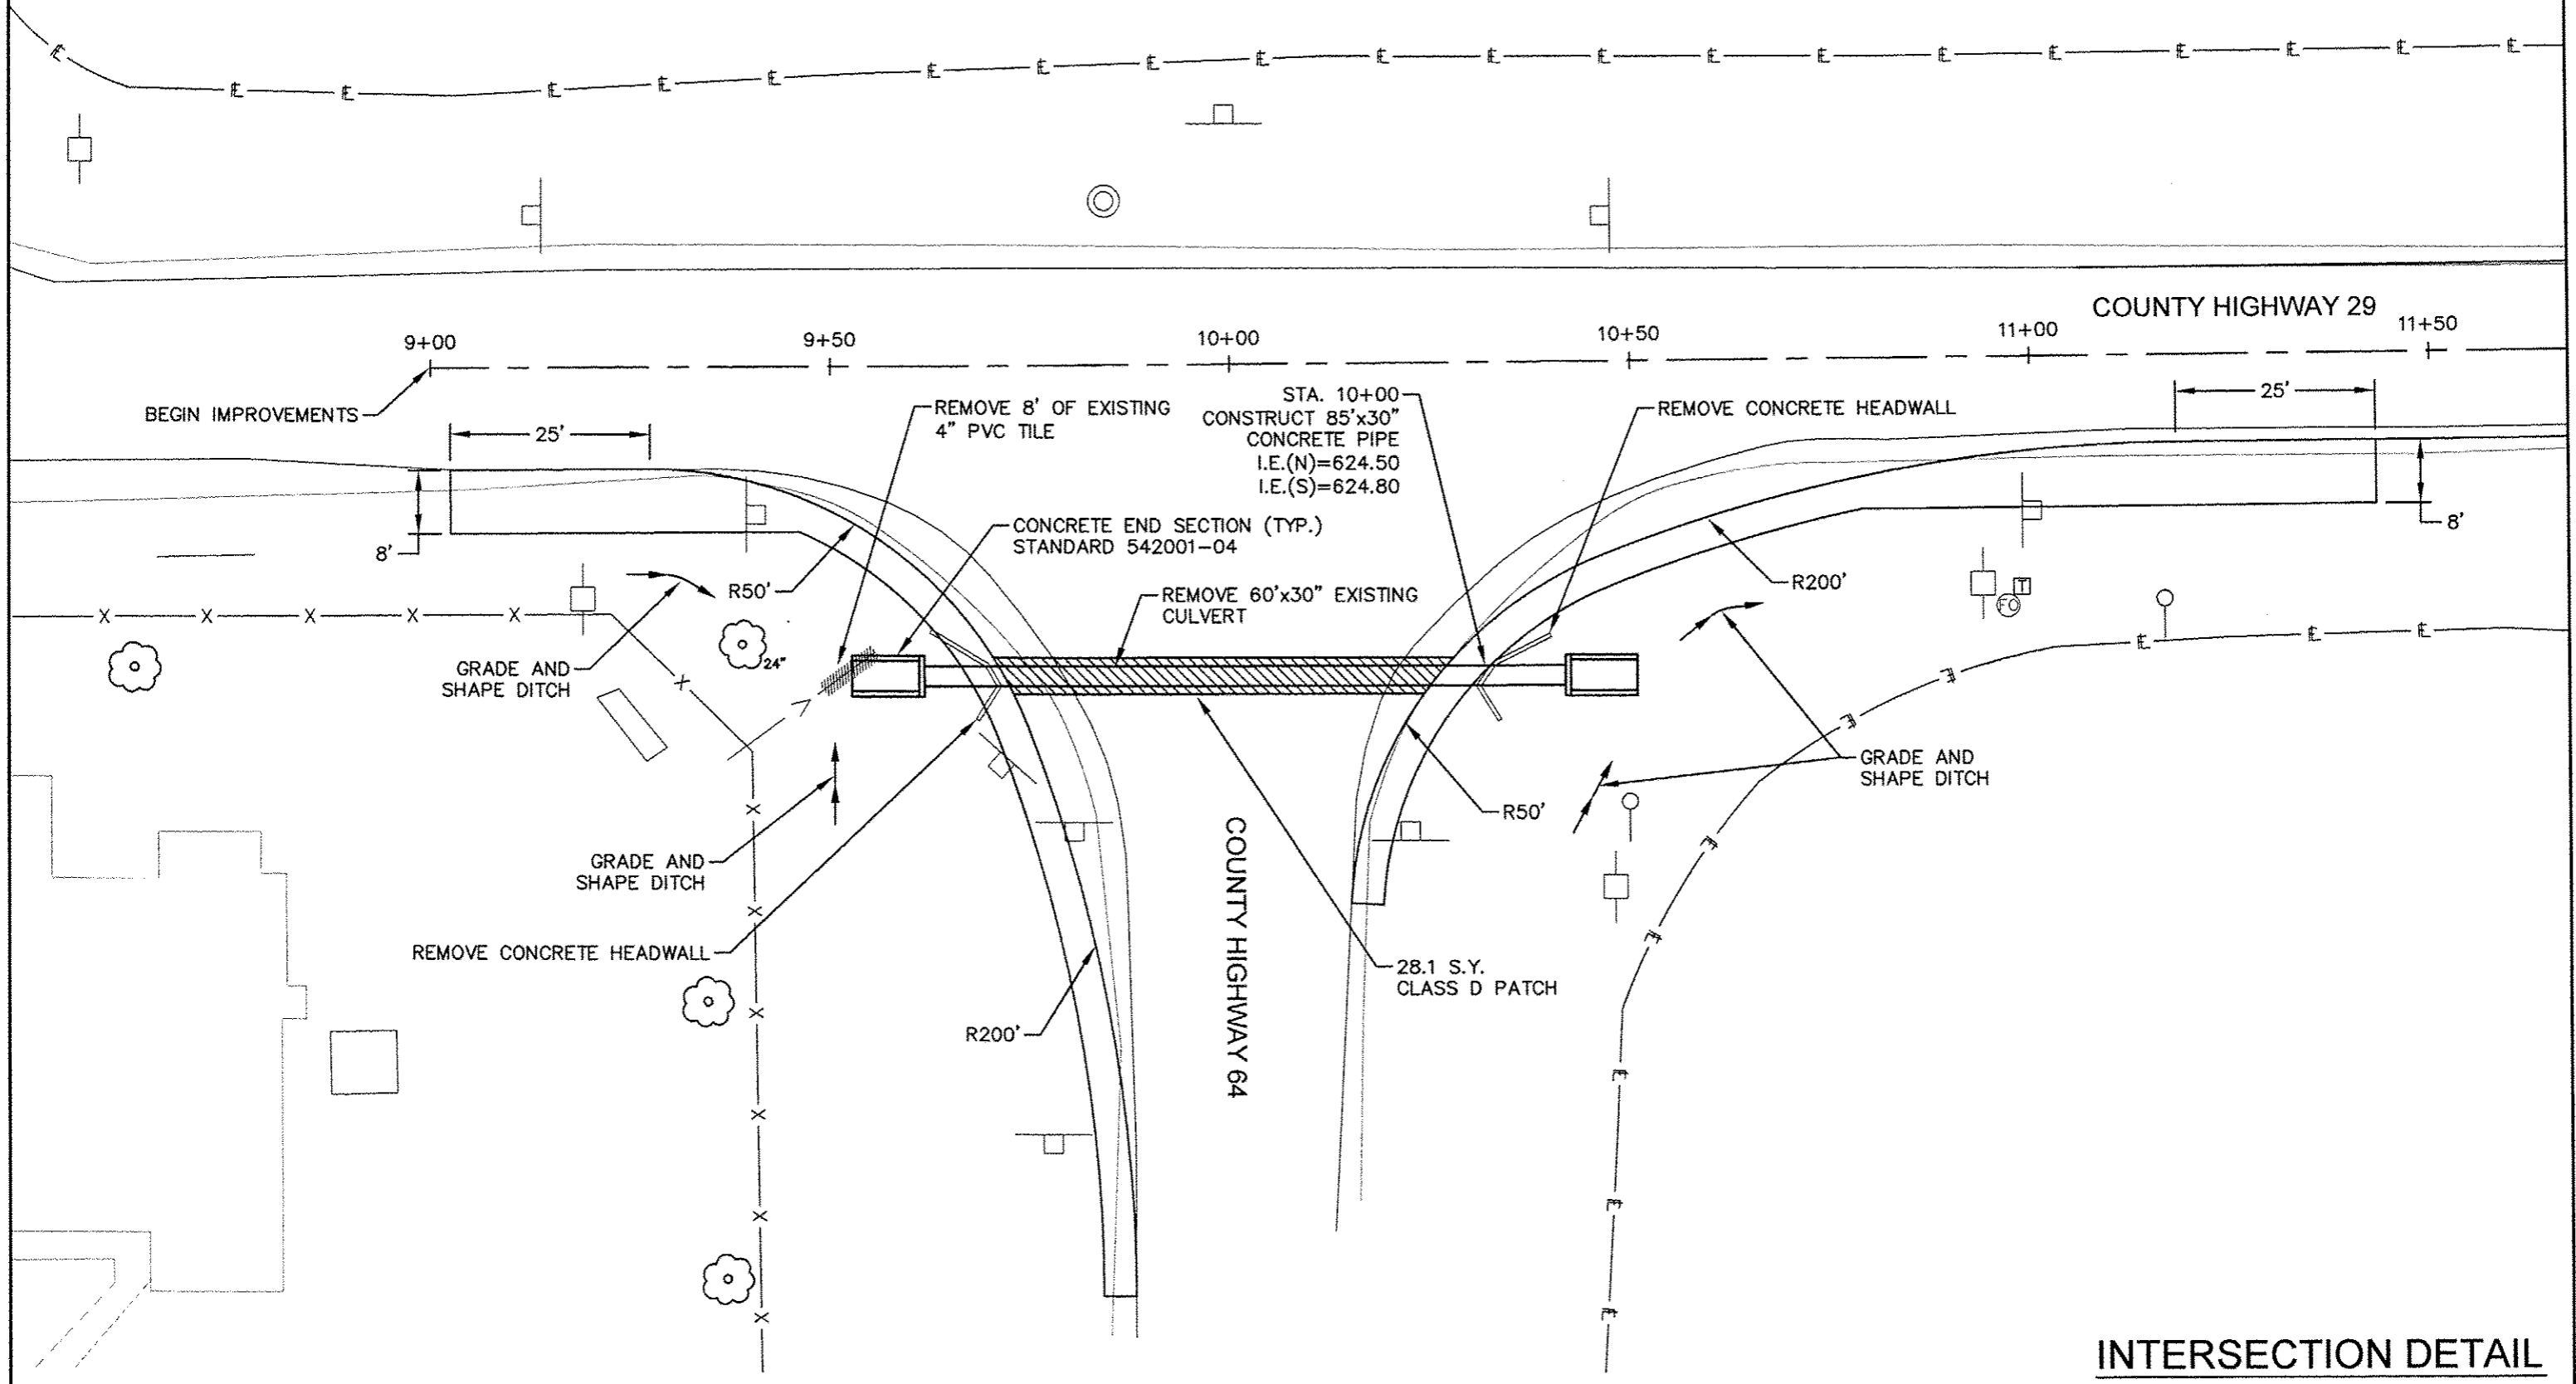 COUNTY HIGHWAY 29
9+00
9+50
10+00
10+50
11+00
11+50
BEGIN IMPROVEMENTS
25'
8'
REMOVE 8' OF EXISTING
4" PVC TILE
STA. 10+00
CONSTRUCT 85'x30"
CONCRETE PIPE
I.E.(N)=624.50
I.E.(S)=624.80
REMOVE CONCRETE HEADWALL
25'
8'
CONCRETE END SECTION (TYP.)
STANDARD 542001-04
R50'
REMOVE 60'x30" EXISTING
CULVERT
R200'
T
FO
24"
GRADE AND
SHAPE DITCH
GRADE AND
SHAPE DITCH
R50'
GRADE AND
SHAPE DITCH
REMOVE CONCRETE HEADWALL
COUNTY HIGHWAY 64
28.1 S.Y.
CLASS D PATCH
R200'
INTERSECTION DETAIL